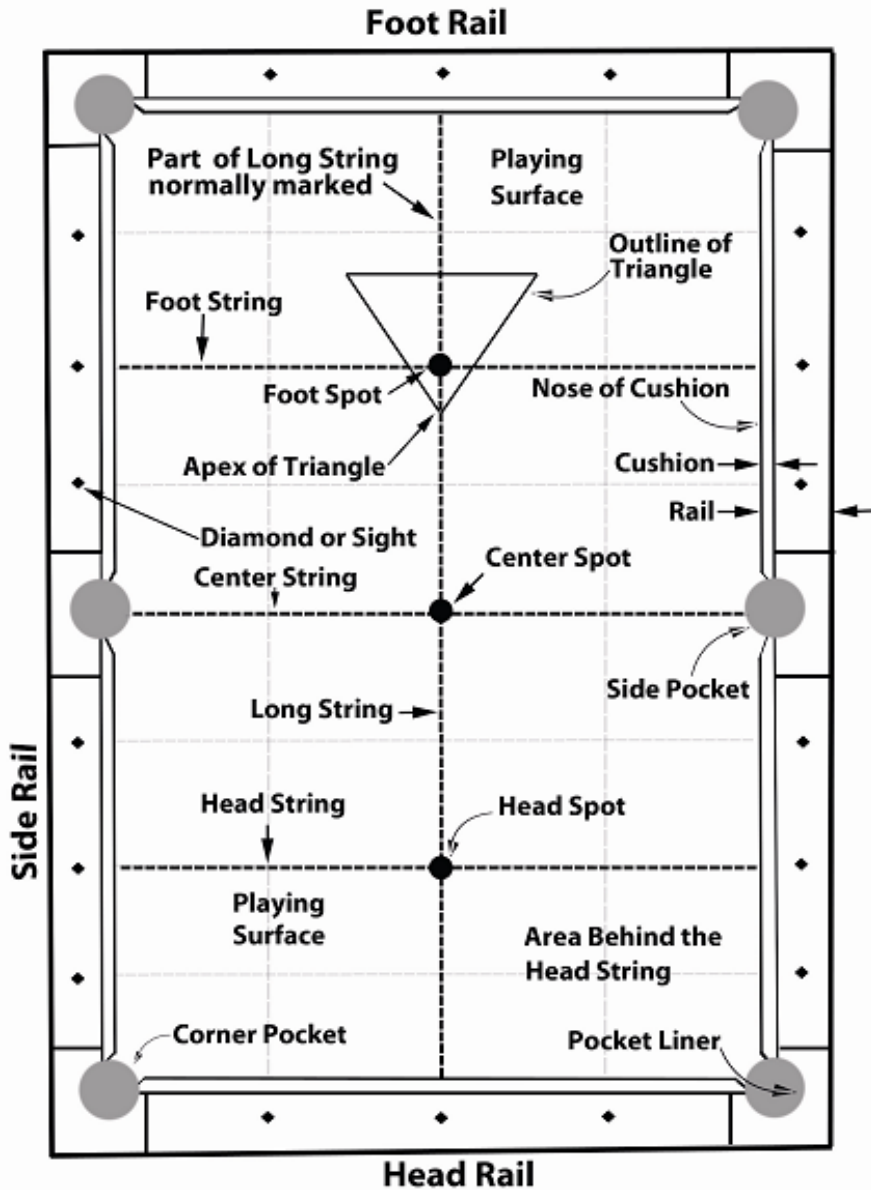 Foot Rail
Part of Long String
normally marked
Playing
Surface
Outline of
Triangle
Foot String
Foot Spot
Nose of Cushion
Apex of Triangle
Cushion
Rail
Diamond or Sight
Center String
Center Spot
Side Pocket
Long String
Side Rail
Head String
Head Spot
Playing
Surface
Area Behind the
Head String
Corner Pocket
Pocket Liner
Head Rail